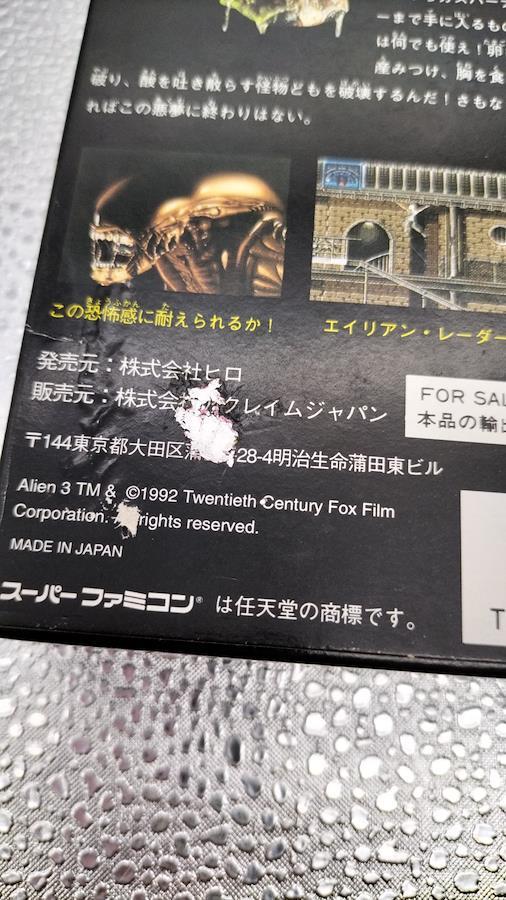 ーまで手に入るもの
は何でも使え！卵
産みつけ、胸を食
破り、酸を吐き散らす怪物どもを破壊するんだ！さもな
ればこの悪夢に終わりはない。
この恐怖感に耐えられるか！
エイリアン・レーダー
発売元：株式会社ヒロ
販売元：株式会 クレイムジャパン
FOR SAL
本品の輸出
〒144東京都大田区蒲 28-4明治生命蒲田東ビル
Alien 3 TM & ©1992 Twentieth Century Fox Film
Corporation. rights reserved.
MADE IN JAPAN
スーパーファミコン® は任天堂の商標です。
T